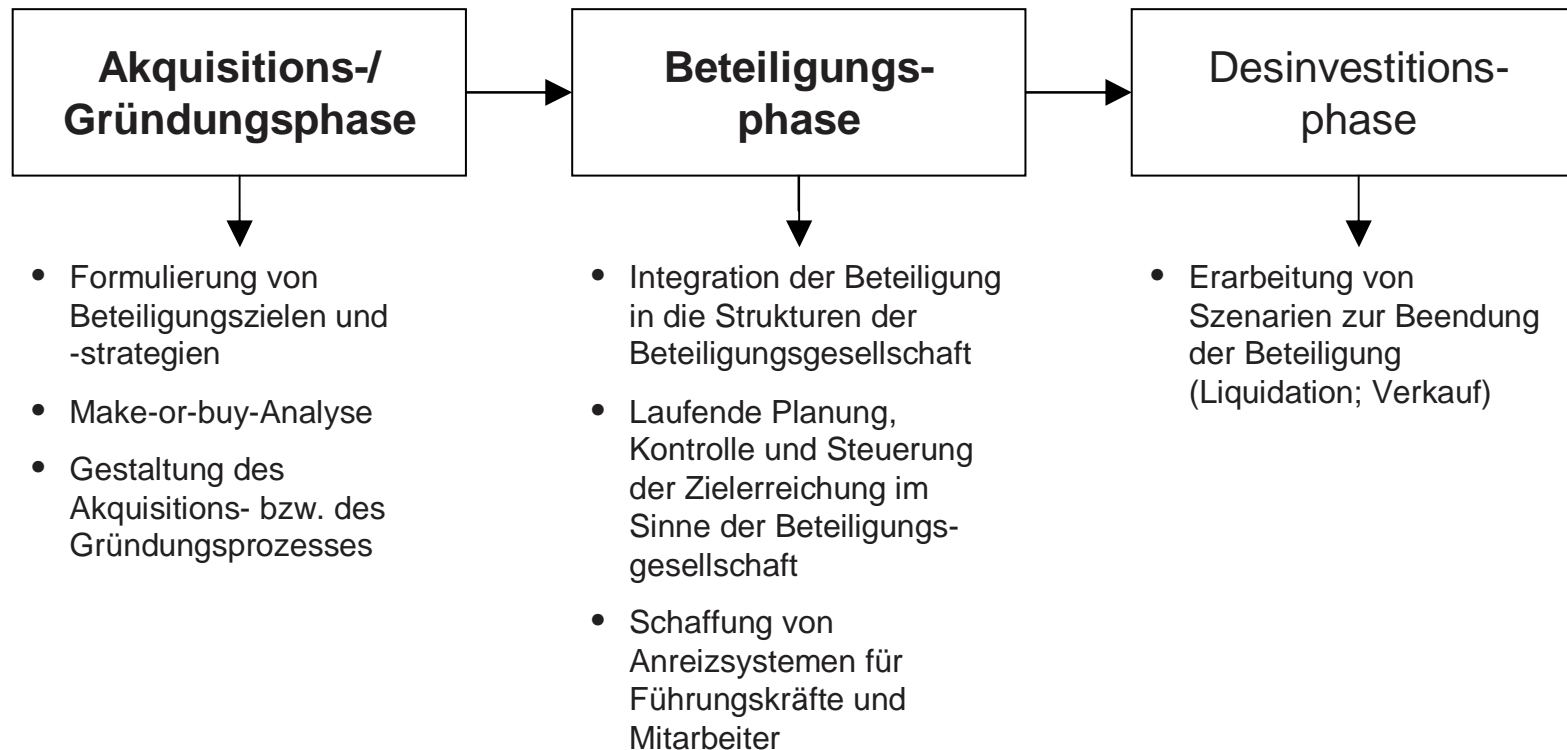 Akquisitions-/
Gründungsphase
Beteiligungs-
phase
Desinvestitions-
phase
• Formulierung von
Beteiligungszielen und
-strategien
• Make-or-buy-Analyse
• Gestaltung des
Akquisitions- bzw. des
Gründungsprozesses
• Integration der Beteiligung
in die Strukturen der
Beteiligungsgesellschaft
• Laufende Planung,
Kontrolle und Steuerung
der Zielerreichung im
Sinne der Beteiligungs-
gesellschaft
• Schaffung von
Anreizsystemen für
Führungskräfte und
Mitarbeiter
• Erarbeitung von
Szenarien zur Beendung
der Beteiligung
(Liquidation; Verkauf)